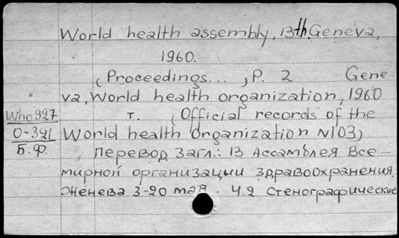 World health assembly, 13th. Geneva,
1960.
(Proceedings... , P. 2 Gene-
va, World health organization, 1960
Who 927 т. (Official records of the
О-321 World health Organization N103)
Б.Ф. , Перевод загл.: 13 Ассамблея Все-
мирной организации здравоохранения.
Женева 3-20 мая. Ч.2 Стенографические